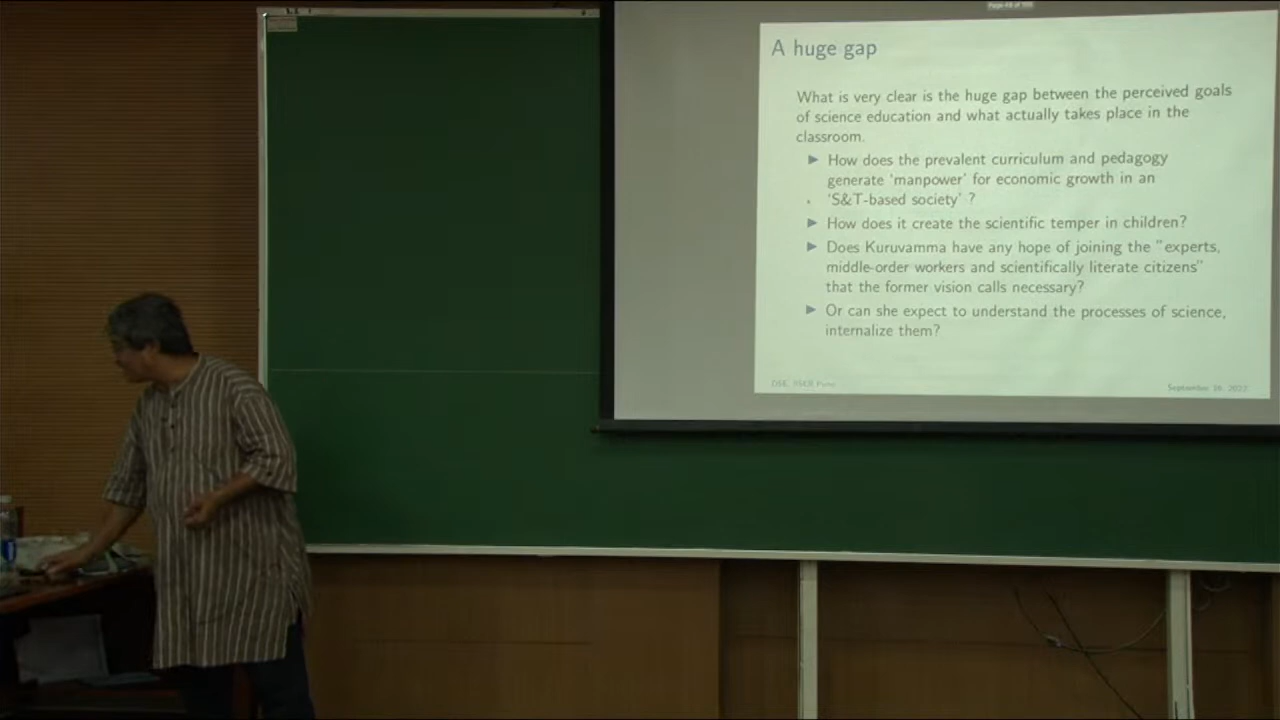 A huge gap
What is very clear is the huge gap between the perceived goals
of science education and what actually takes place in the
classroom.
▶ How does the prevalent curriculum and pedagogy
generate 'manpower' for economic growth in an
'S&T-based society' ?
▶ How does it create the scientific temper in children?
▶ Does Kuruvamma have any hope of joining the "experts,
middle-order workers and scientifically literate citizens"
that the former vision calls necessary?
▶ Or can she expect to understand the processes of science,
internalize them?